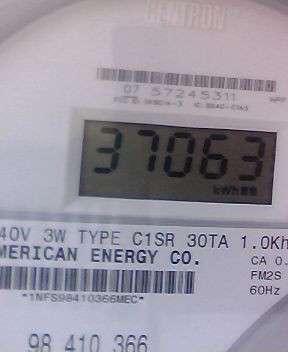 CENTRON
07 57245311
37063
kWh
40V 3W TYPE C1SR 30TA 1.0Kh
MERICAN ENERGY CO.
CA 0.
FM2S
60Hz
*1NFS98410366MEC*
98 410 366